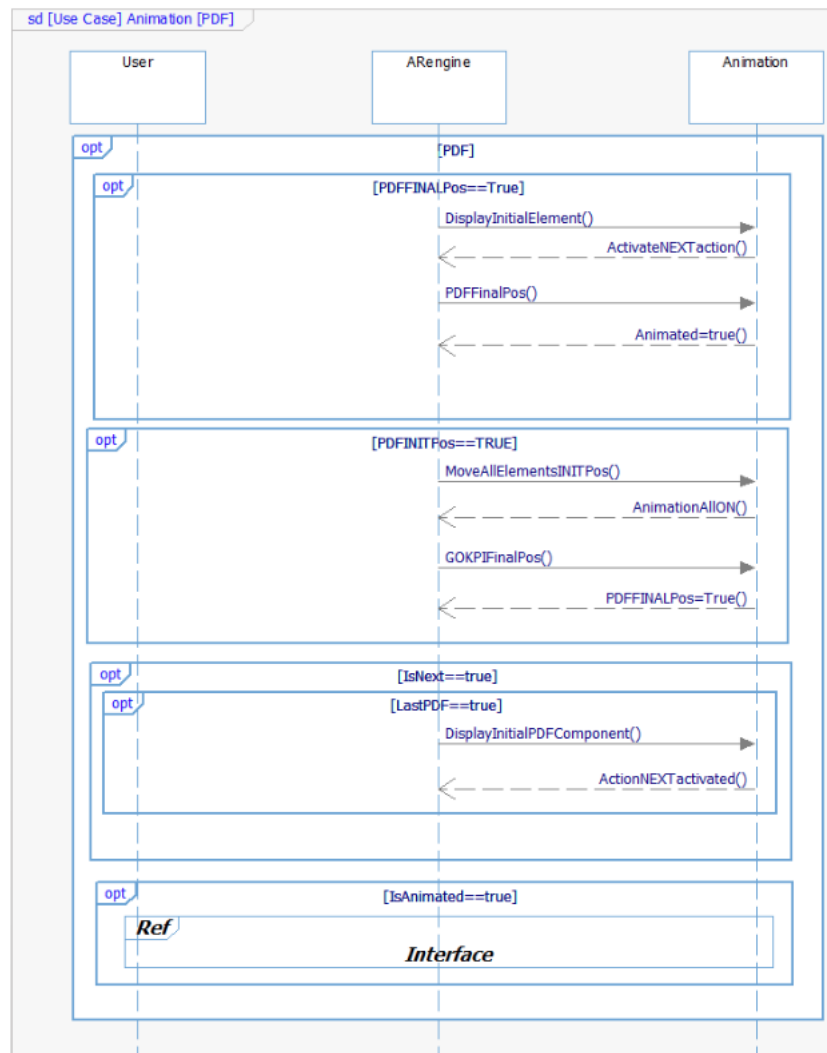 sd [Use Case] Animation [PDF]
User
ARengine
Animation
opt
[PDF]
opt
[PDFFINALPos==True]
DisplayInitialElement()
ActivateNEXTaction()
PDFFinalPos()
Animated=true()
opt
[PDFINITPos==TRUE]
MoveAllElementsINITPos()
AnimationAllON()
GOKPIFinalPos()
PDFFINALPos=True()
opt
[IsNext==true]
opt
[LastPDF==true]
DisplayInitialPDFComponent()
ActionNEXTactivated()
opt
[IsAnimated==true]
Ref
Interface